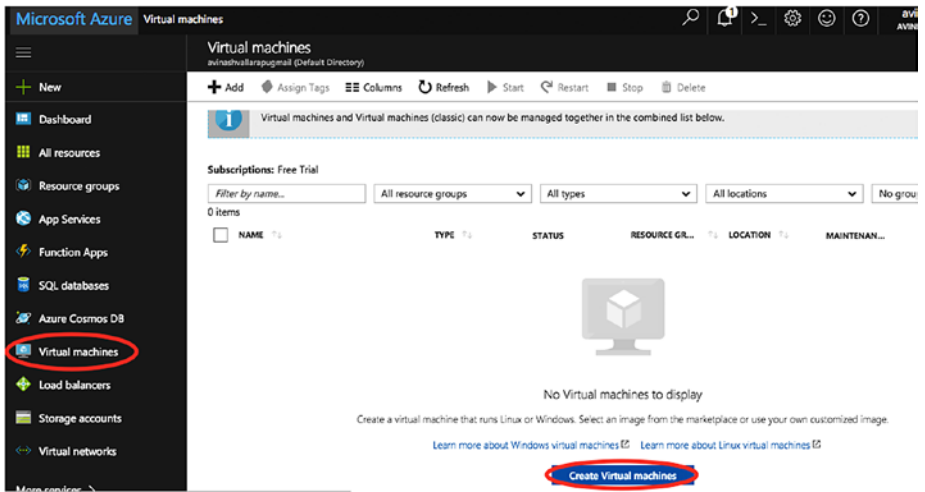 Microsoft Azure Virtual machines
1
avi
AVIN
Virtual machines
avinashvallarapugmail (Default Directory)
New
Dashboard
All resources
Resource groups
App Services
Function Apps
SQL databases
Azure Cosmos DB
Virtual machines
Load balancers
Storage accounts
Virtual networks
More services
Add Assign Tags Columns Refresh Start Restart Stop Delete
Virtual machines and Virtual machines (classic) can now be managed together in the combined list below.
Subscriptions: Free Trial
Filter by name... All resource groups All types All locations No grou
0 items
NAME TYPE STATUS RESOURCE GR... LOCATION MAINTENAN...
No Virtual machines to display
Create a virtual machine that runs Linux or Windows. Select an image from the marketplace or use your own customized image.
Learn more about Windows virtual machines Learn more about Linux virtual machines
Create Virtual machines